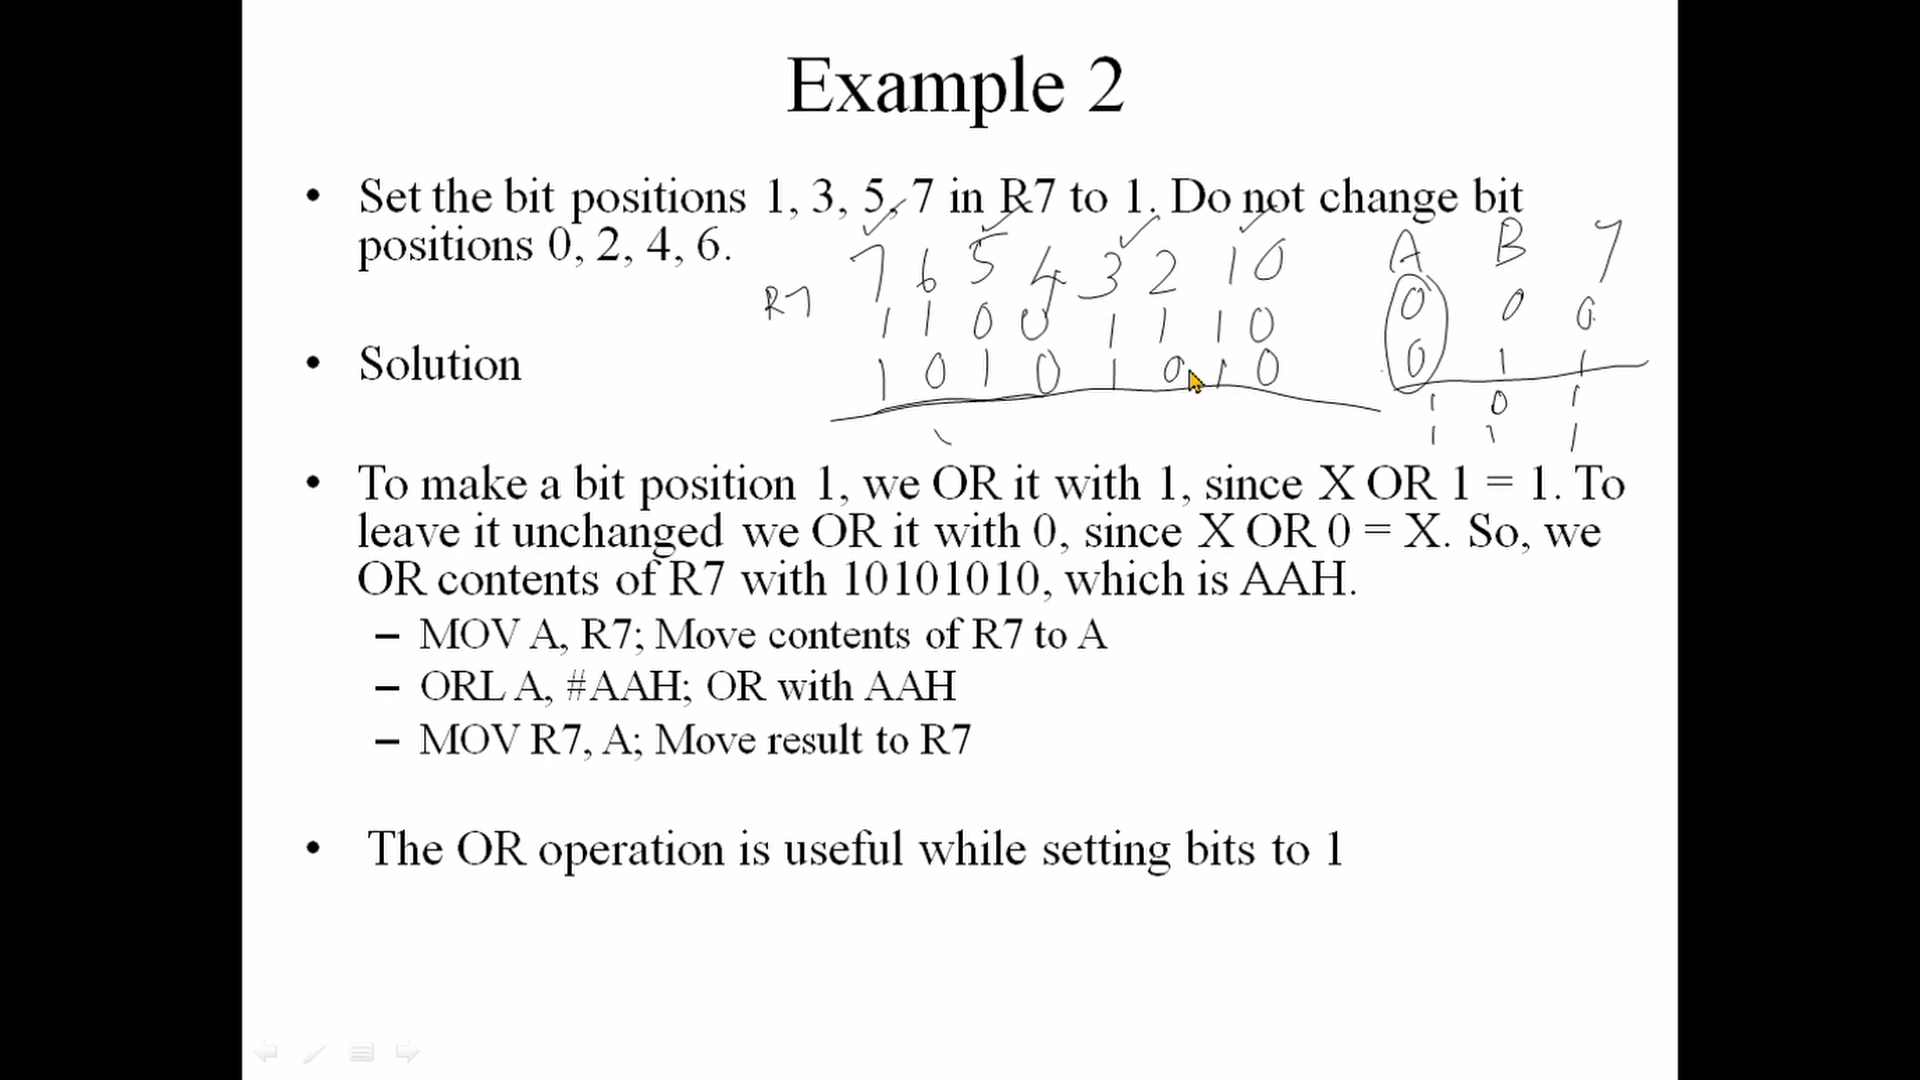 Example 2
• Set the bit positions 1, 3, 5, 7 in R7 to 1. Do not change bit
positions 0, 2, 4, 6.
7 6 5 4 3 2 1 0
R7 1 1 0 0 1 1 1 0
1 0 1 0 1 0 1 0
A B Y
0 0 0
0 1 1
1 0 1
1 1 1
• Solution
• To make a bit position 1, we OR it with 1, since X OR 1 = 1. To
leave it unchanged we OR it with 0, since X OR 0 = X. So, we
OR contents of R7 with 10101010, which is AAH.
– MOV A, R7; Move contents of R7 to A
– ORL A, #AAH; OR with AAH
– MOV R7, A; Move result to R7
• The OR operation is useful while setting bits to 1